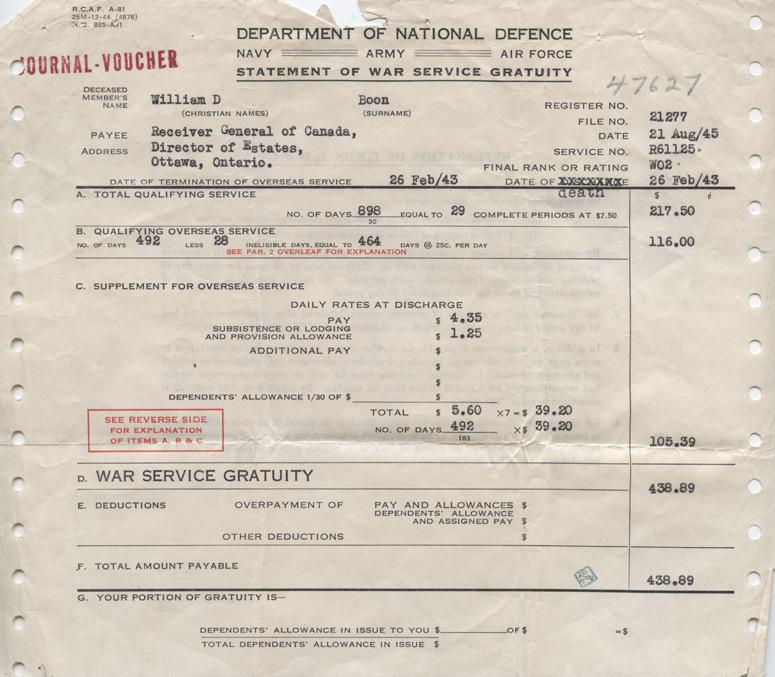 R.C.A.F. A-81
25M-12-44 (4876)
H.Q. 885-A-81
JOURNAL-VOUCHER
DEPARTMENT OF NATIONAL DEFENCE
NAVY ARMY AIR FORCE
STATEMENT OF WAR SERVICE GRATUITY
47627
DECEASED MEMBER'S NAME William D Boon
(CHRISTIAN NAMES) (SURNAME)
REGISTER NO.
FILE NO. 21277
PAYEE Receiver General of Canada,
DATE 21 Aug/45
ADDRESS Director of Estates,
SERVICE NO. R61125
Ottawa, Ontario.
FINAL RANK OR RATING WO2
DATE OF TERMINATION OF OVERSEAS SERVICE 26 Feb/43 DATE OF XXXXXXXXE death 26 Feb/43
A. TOTAL QUALIFYING SERVICE $ ¢
NO. OF DAYS 898 EQUAL TO 29 COMPLETE PERIODS AT $7.50 217.50
30
B. QUALIFYING OVERSEAS SERVICE
NO. OF DAYS 492 LESS 28 INELIGIBLE DAYS, EQUAL TO 464 DAYS @ 25C. PER DAY 116.00
SEE PAR. 2 OVERLEAF FOR EXPLANATION
C. SUPPLEMENT FOR OVERSEAS SERVICE
DAILY RATES AT DISCHARGE
PAY $ 4.35
SUBSISTENCE OR LODGING AND PROVISION ALLOWANCE $ 1.25
ADDITIONAL PAY $
$
$
$
DEPENDENTS' ALLOWANCE 1/30 OF $ $
TOTAL $ 5.60 X7=$ 39.20
NO. OF DAYS 492 X$ 39.20
183
105.39
SEE REVERSE SIDE
FOR EXPLANATION
OF ITEMS A, B & C
D. WAR SERVICE GRATUITY 438.89
E. DEDUCTIONS OVERPAYMENT OF PAY AND ALLOWANCES $
DEPENDENTS' ALLOWANCE
AND ASSIGNED PAY $
OTHER DEDUCTIONS $
F. TOTAL AMOUNT PAYABLE 438.89
G. YOUR PORTION OF GRATUITY IS—
DEPENDENTS' ALLOWANCE IN ISSUE TO YOU $ OF $ =$
TOTAL DEPENDENTS' ALLOWANCE IN ISSUE $